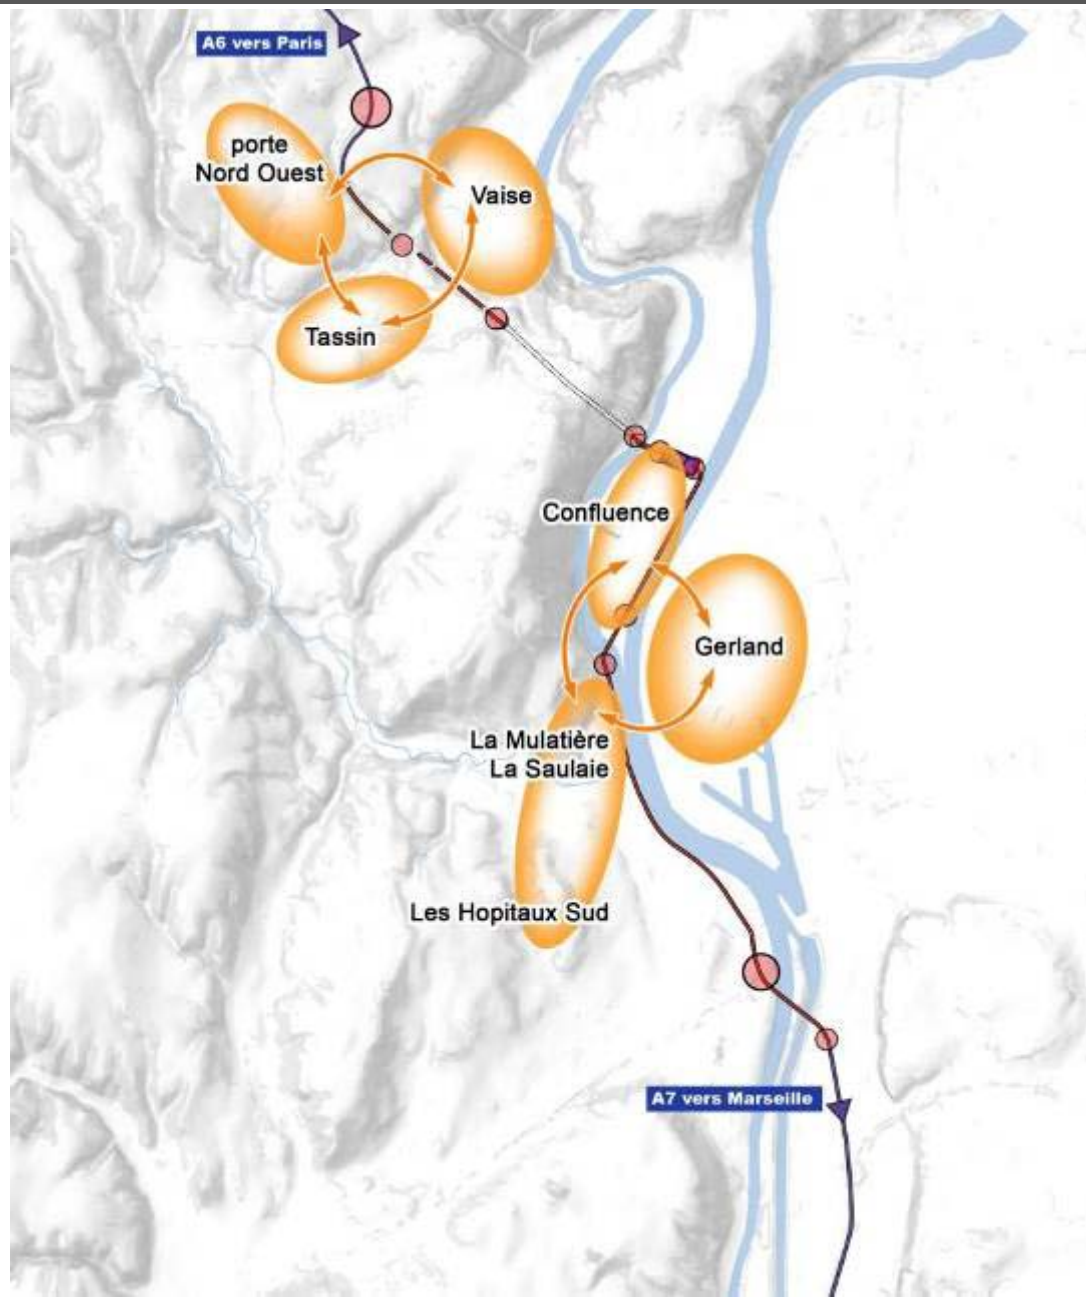 A6 vers Paris
porte
Nord Ouest
Vaise
Tassin
Confluence
Gerland
La Mulatière
La Saulaie
Les Hopitaux Sud
A7 vers Marseille